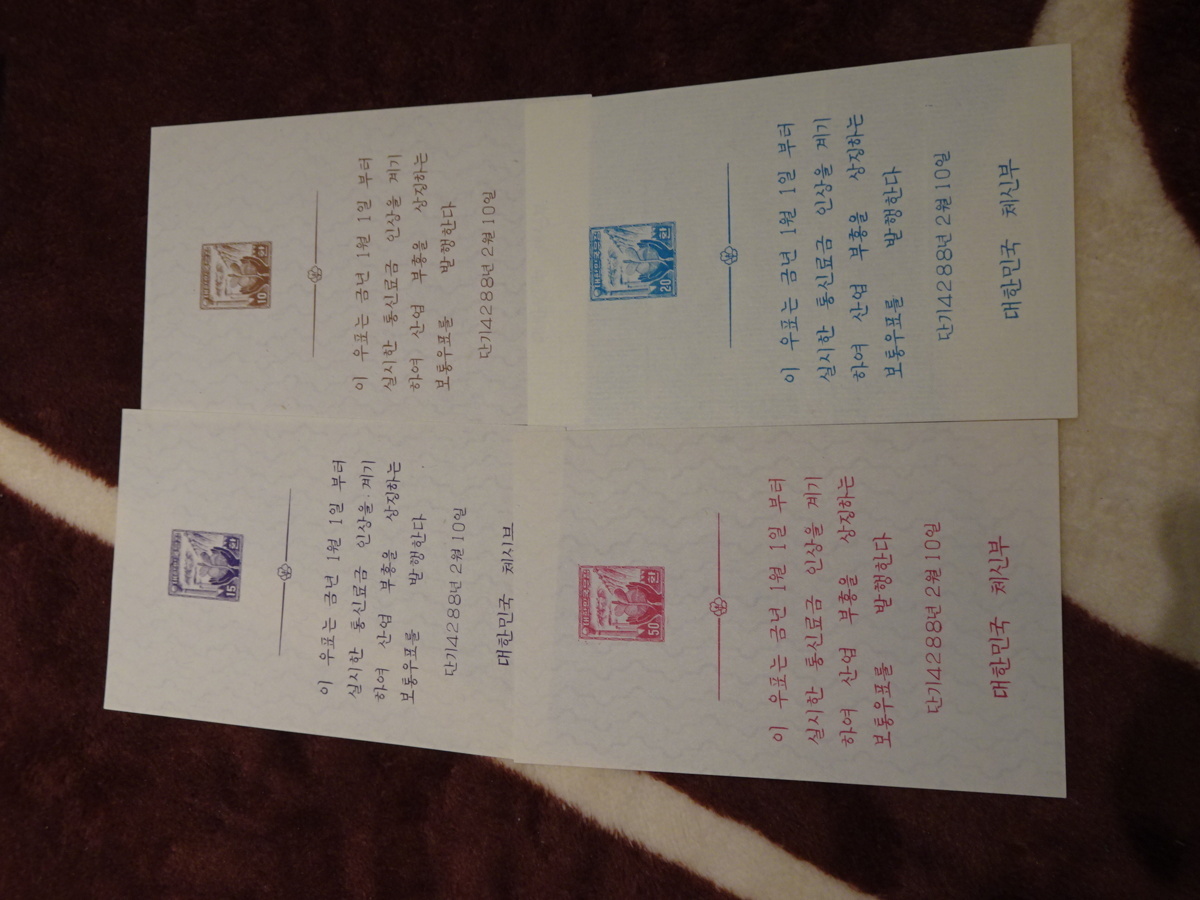 10
환
이 우표는 금년 1월 1일 부터
실시한 통신료금 인상을 계기
하여 산업 부흥을 상징하는
보통우표를 발행한다
단기4288년 2월 10일
20
환
이 우표는 금년 1월 1일 부터
실시한 통신료금 인상을 계기
하여 산업 부흥을 상징하는
보통우표를 발행한다
단기4288년 2월 10일
대한민국 체신부
15
환
이 우표는 금년 1월 1일 부터
실시한 통신료금 인상을 계기
하여 산업 부흥을 상징하는
보통우표를 발행한다
단기4288년 2월 10일
대한민국 체신부
50
환
이 우표는 금년 1월 1일 부터
실시한 통신료금 인상을 계기
하여 산업 부흥을 상징하는
보통우표를 발행한다
단기4288년 2월 10일
대한민국 체신부